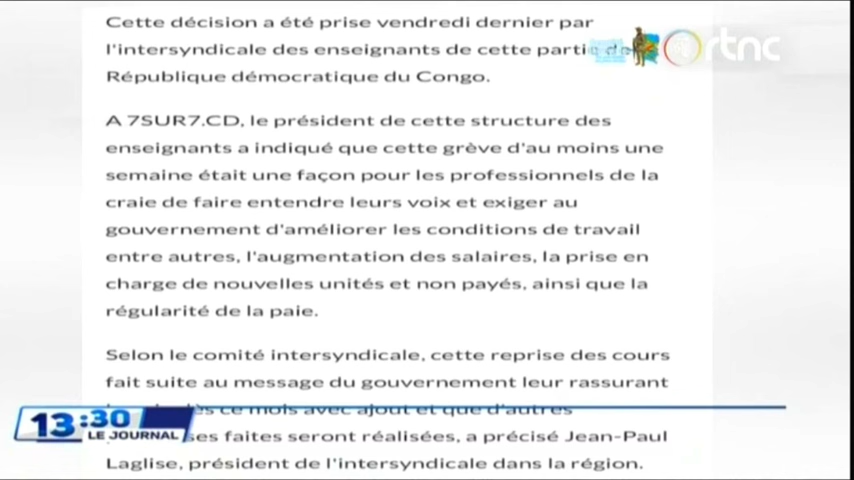 Cette décision a été prise vendredi dernier par
l'intersyndicale des enseignants de cette partie de
République démocratique du Congo.
rtnc
A 7SUR7.CD, le président de cette structure des
enseignants a indiqué que cette grève d'au moins une
semaine était une façon pour les professionnels de la
craie de faire entendre leurs voix et exiger au
gouvernement d'améliorer les conditions de travail
entre autres, l'augmentation des salaires, la prise en
charge de nouvelles unités et non payés, ainsi que la
régularité de la paie.
Selon le comité intersyndicale, cette reprise des cours
fait suite au message du gouvernement leur rassurant
ce mois avec ajout et que d'autres
13:30
LE JOURNAL
ses faites seront réalisées, a précisé Jean-Paul
Laglise, président de l'intersyndicale dans la région.